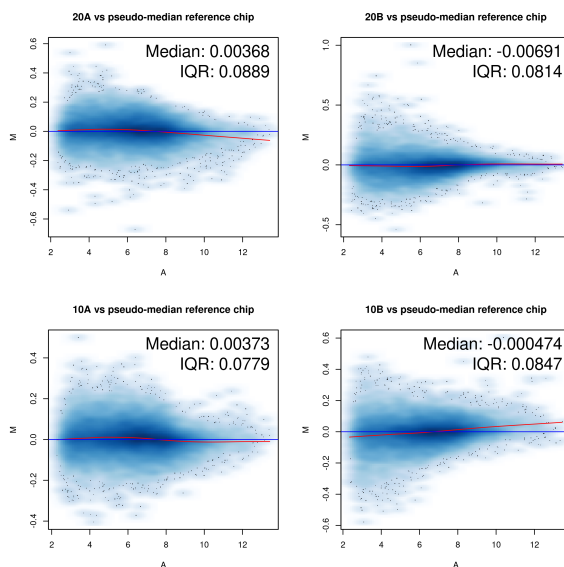 20A vs pseudo-median reference chip
Median: 0.00368
IQR: 0.0889
M
0.6
0.4
0.2
0.0
-0.2
-0.4
-0.6
2 4 6 8 10 12
A
20B vs pseudo-median reference chip
Median: -0.00691
IQR: 0.0814
M
1.0
0.5
0.0
-0.5
2 4 6 8 10 12
A
10A vs pseudo-median reference chip
Median: 0.00373
IQR: 0.0779
M
0.4
0.2
0.0
-0.2
-0.4
2 4 6 8 10 12
A
10B vs pseudo-median reference chip
Median: -0.000474
IQR: 0.0847
M
0.6
0.4
0.2
0.0
-0.2
-0.4
-0.6
2 4 6 8 10 12
A